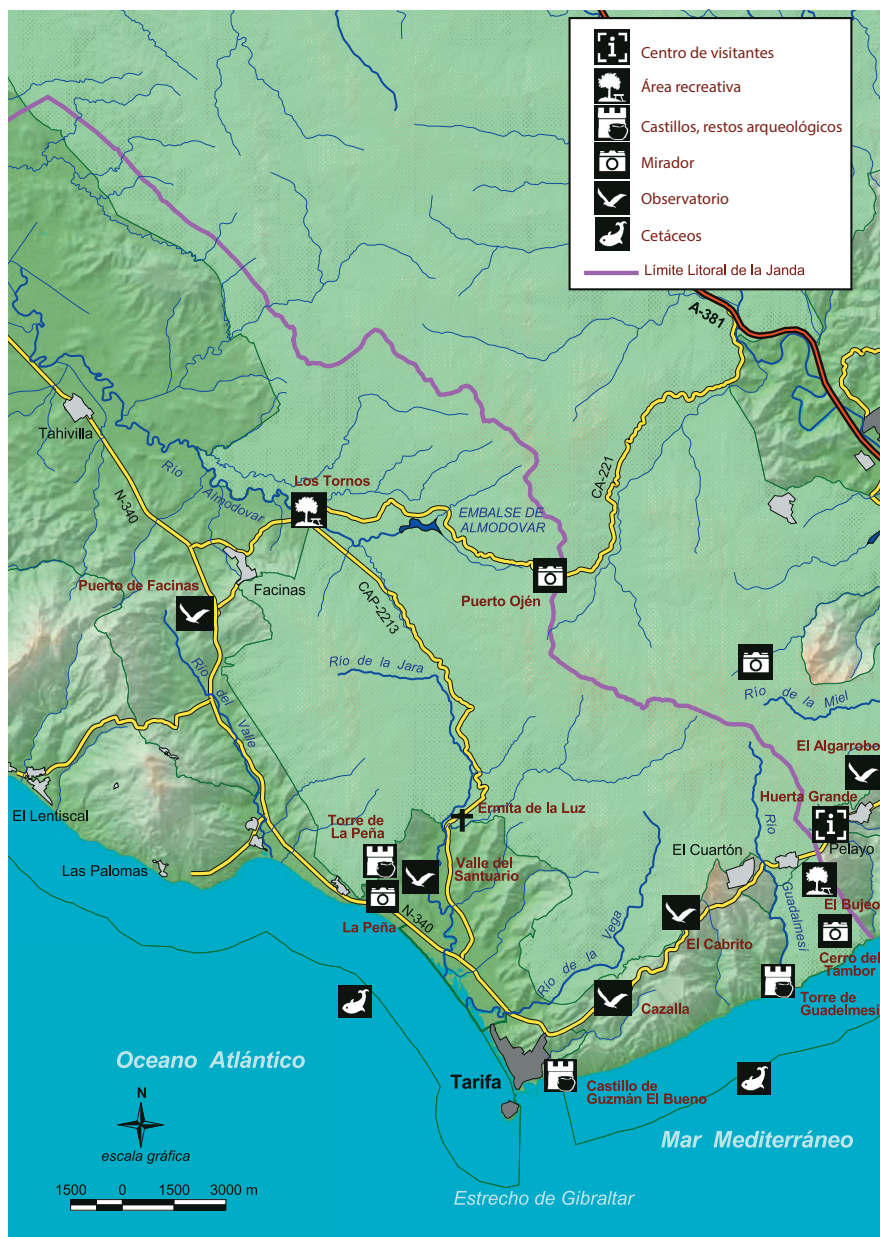 Centro de visitantes
Área recreativa
Castillos, restos arqueológicos
Mirador
Observatorio
Cetáceos
Límite Litoral de la Janda
A-381
Tahivilla
N-340
Río
Almodovar
Los Tornos
EMBALSE DE
ALMODOVAR
CA-221
Puerto de Facinas
Facinas
CAP-2213
Puerto Ojén
Río de la Jara
Río del Valle
Río de la Miel
El Algarrobo
Huerta Grande
El Lentiscal
Torre de
La Peña
Ermita de la Luz
Río
Guadalmesí
Pelayo
El Cuartón
Las Palomas
Valle del
Santuario
El Bujeo
La Peña
N-340
Río de la Vega
El Cabrito
Cerro del
Tambor
Cazalla
Torre de
Guadelmesí
Oceano Atlántico
Tarifa
Castillo de
Guzmán El Bueno
N
Mar Mediterráneo
escala gráfica
1500 0 1500 3000 m
Estrecho de Gibraltar